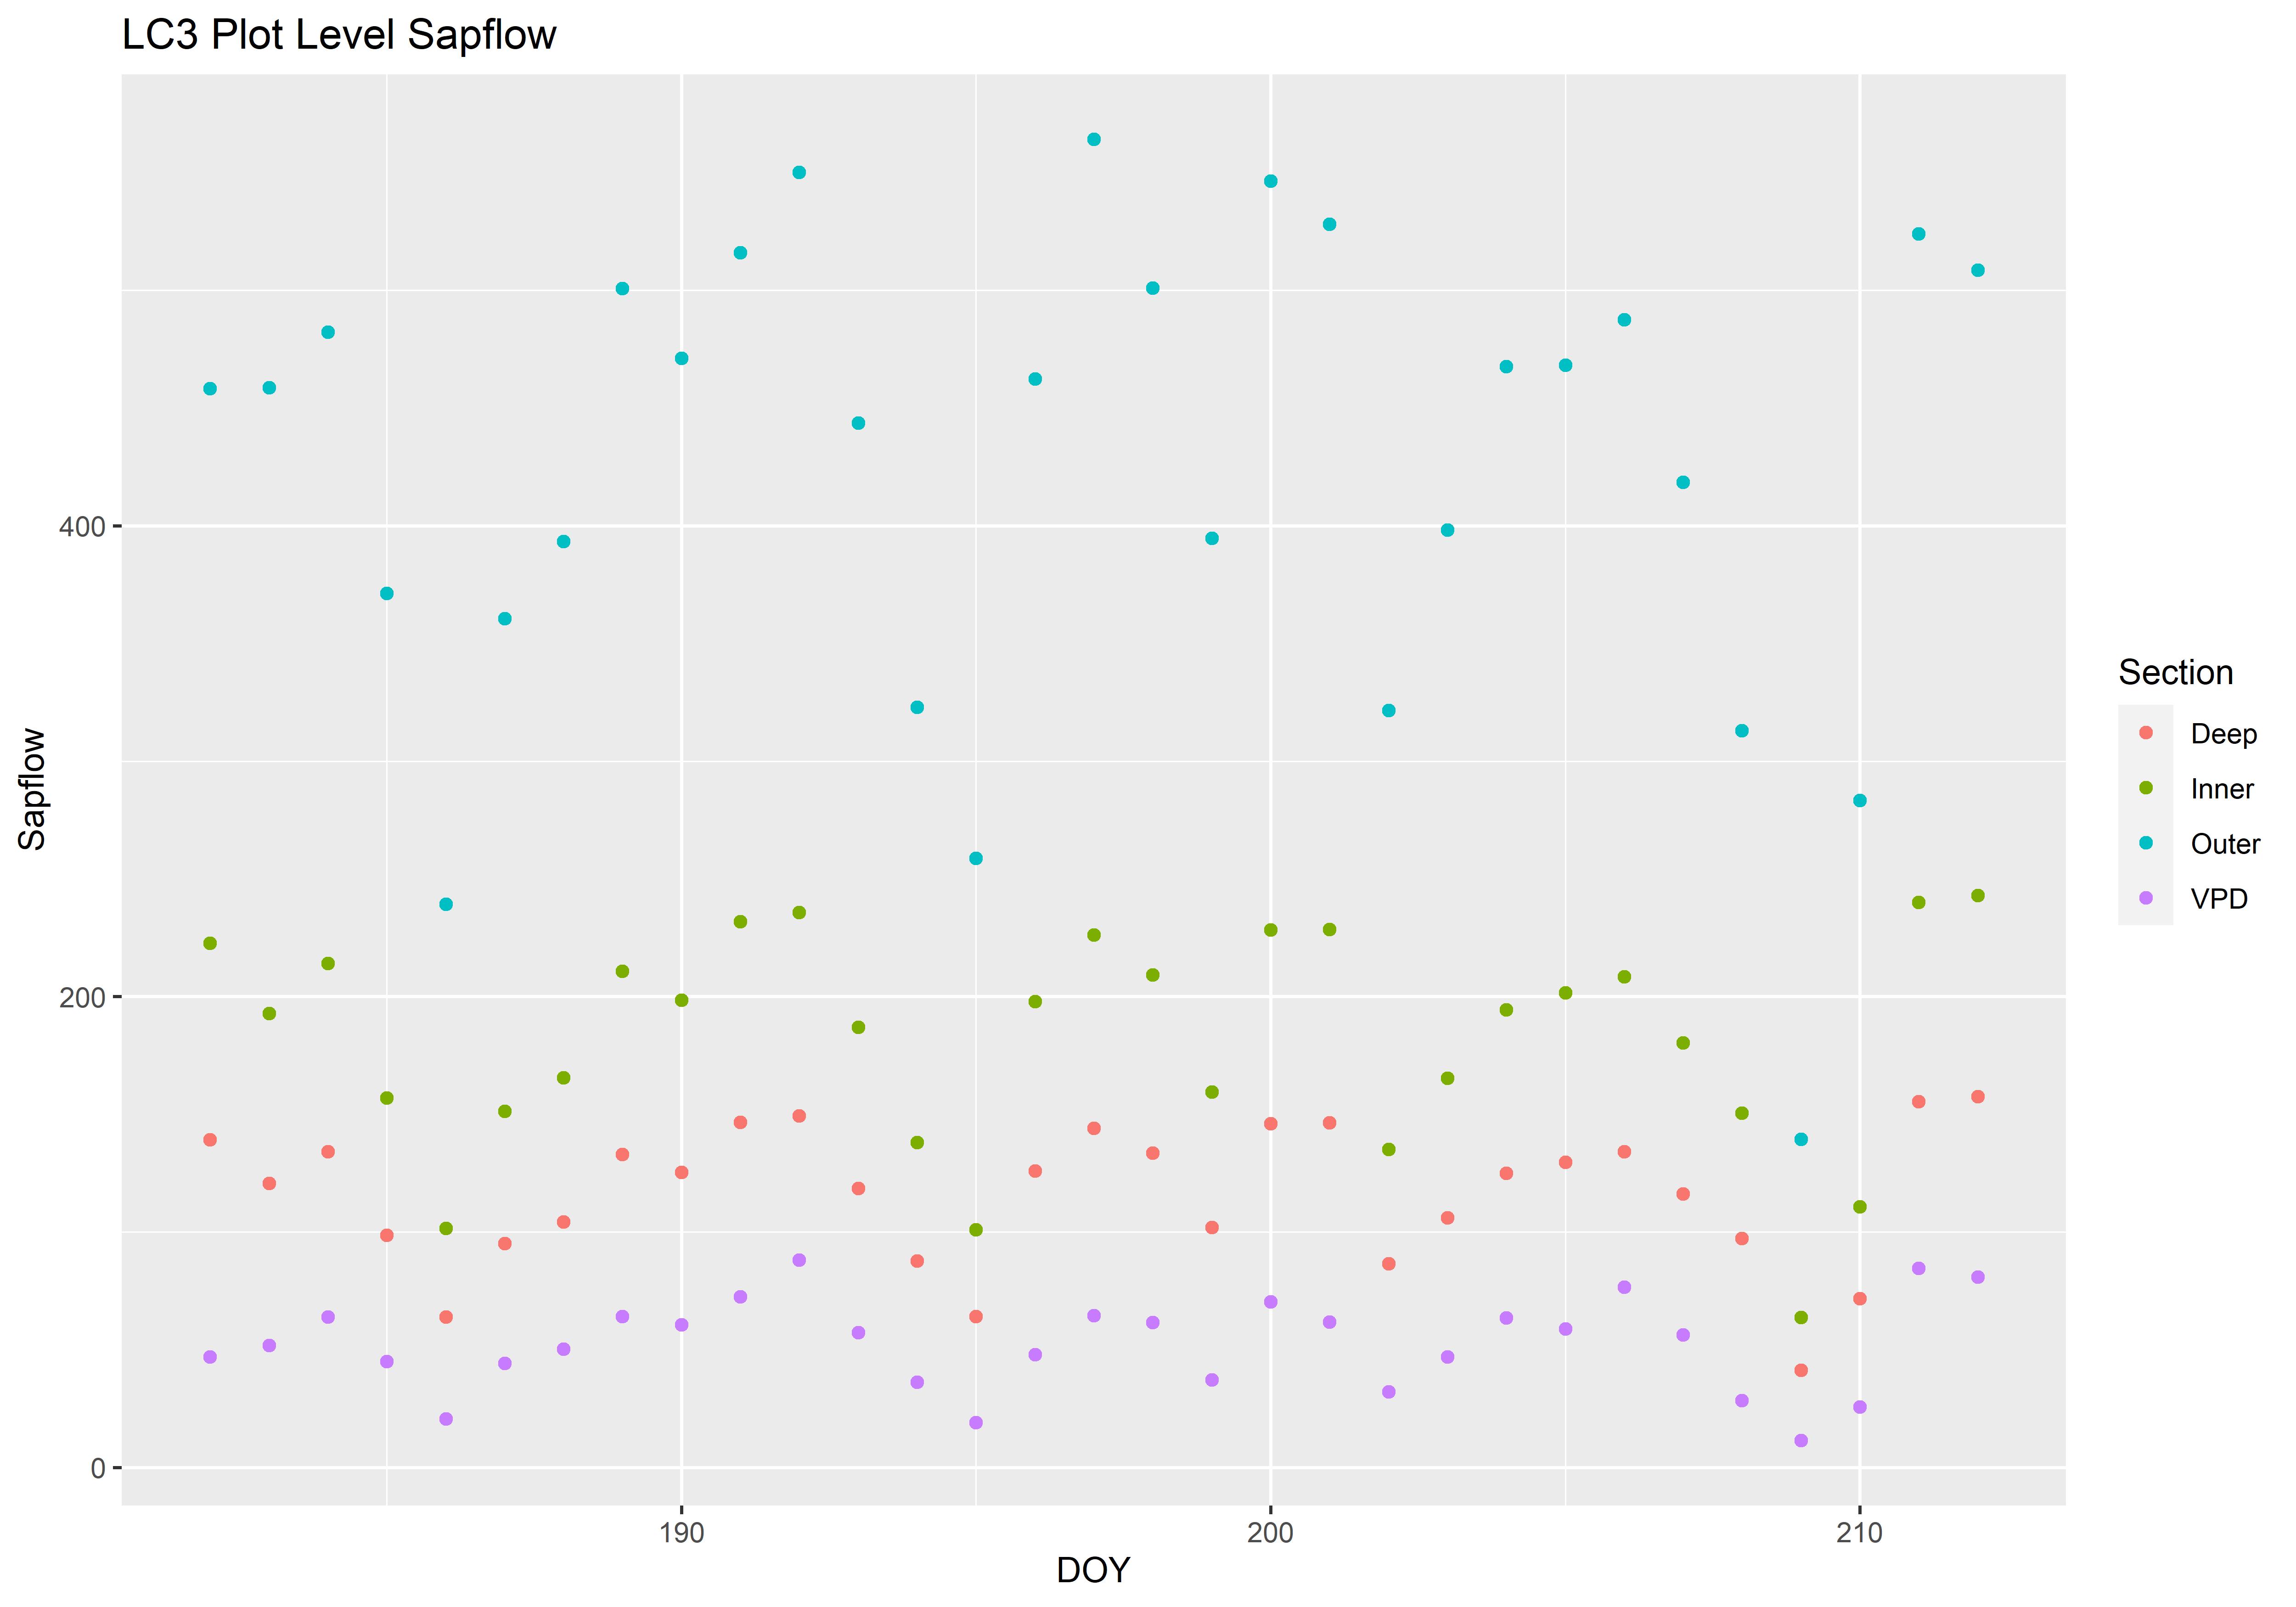 LC3 Plot Level Sapflow
Sapflow
400
200
0
190
200
210
DOY
Section
Deep
Inner
Outer
VPD